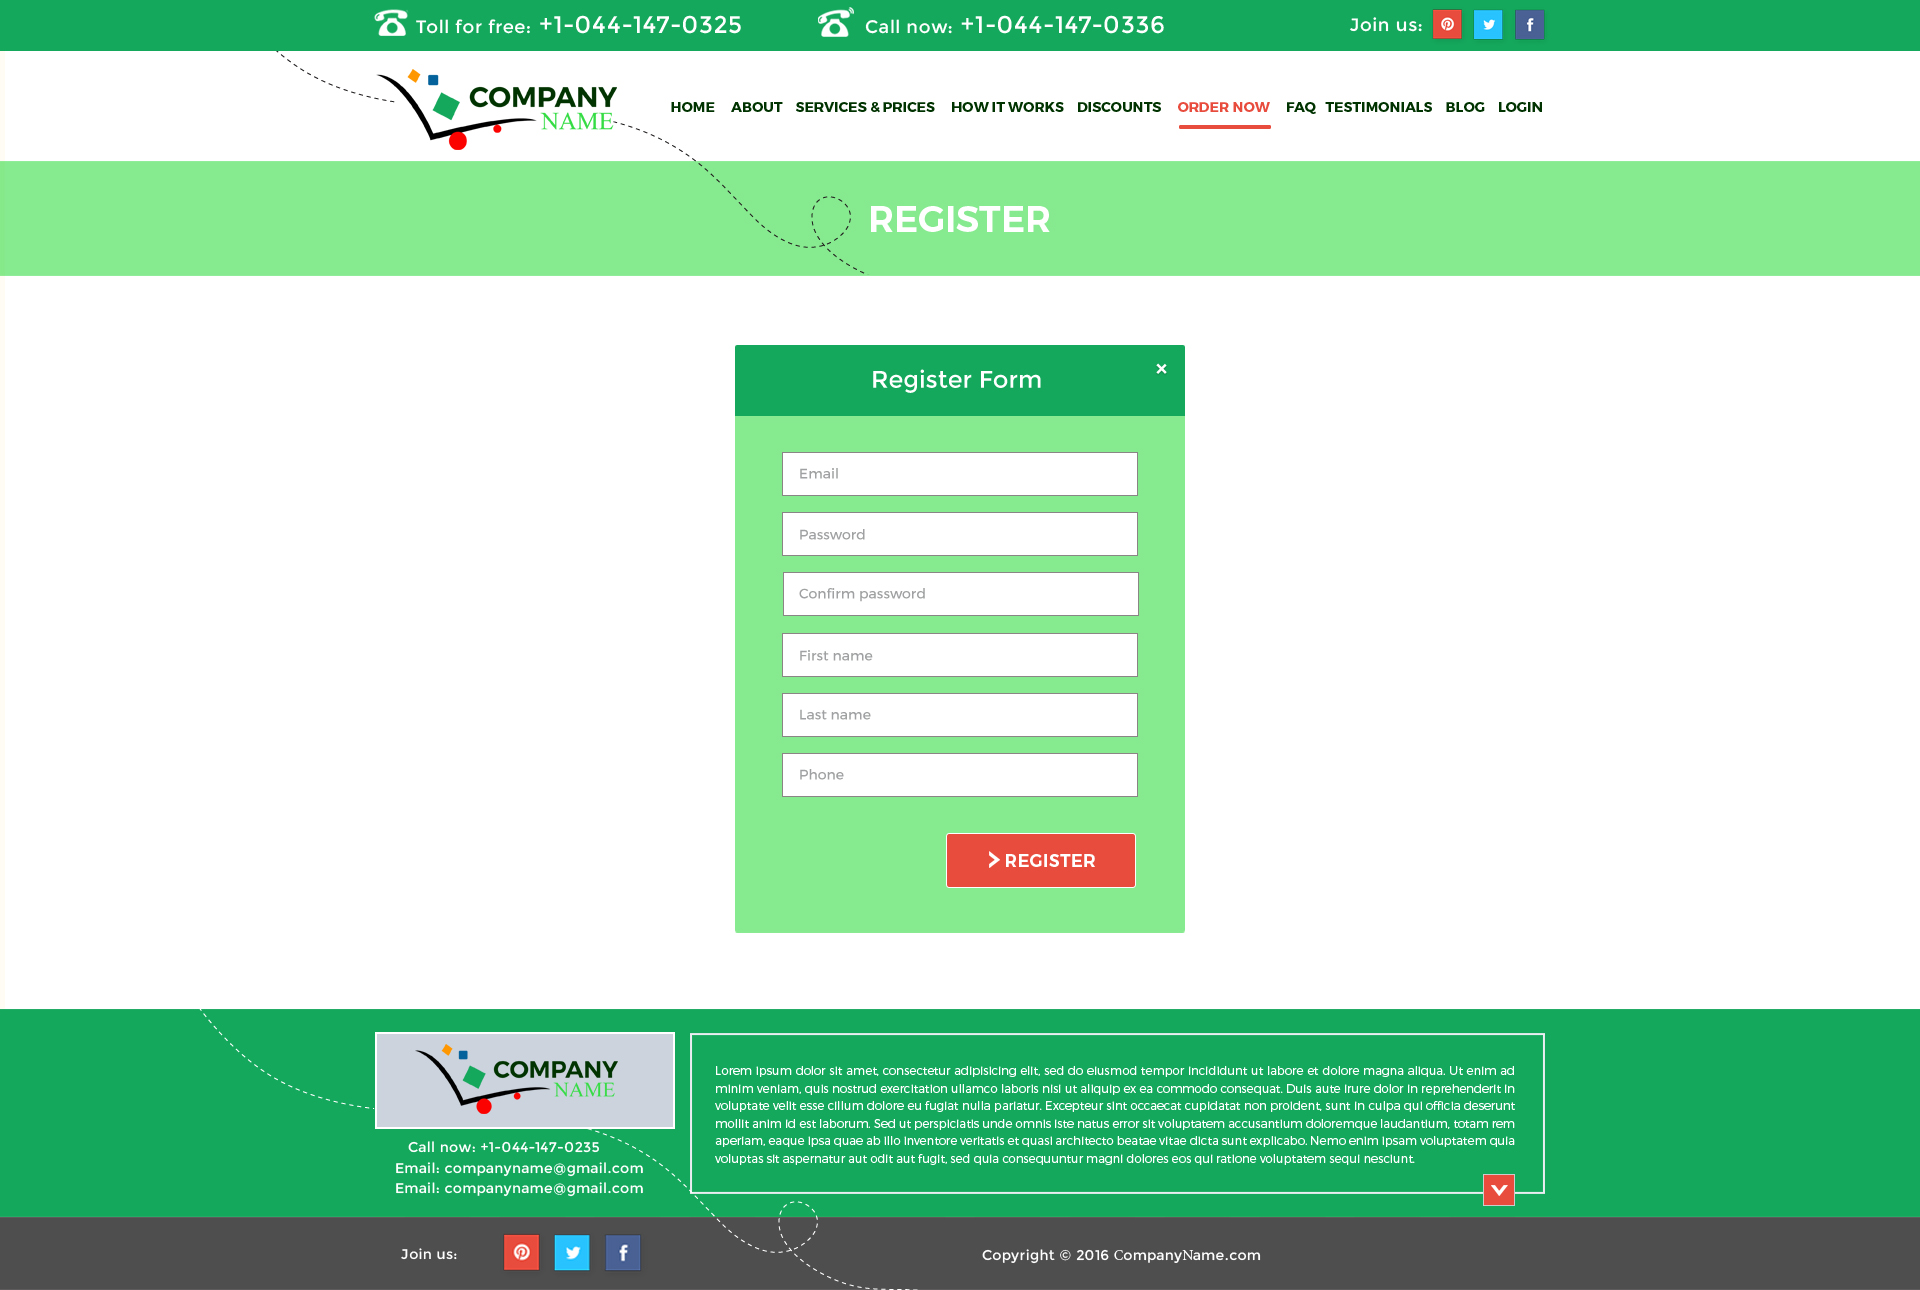 Toll for free: +1-044-147-0325
Call now: +1-044-147-0336
Join us:
COMPANY
NAME
HOME ABOUT SERVICES & PRICES HOW IT WORKS DISCOUNTS ORDER NOW FAQ TESTIMONIALS BLOG LOGIN
REGISTER
Register Form
Email
Password
Confirm password
First name
Last name
Phone
REGISTER
COMPANY
NAME
Call now: +1-044-147-0235
Email: companyname@gmail.com
Email: companyname@gmail.com
Lorem ipsum dolor sit amet, consectetur adipisicing elit, sed do eiusmod tempor incididunt ut labore et dolore magna aliqua. Ut enim ad
minim veniam, quis nostrud exercitation ullamco laboris nisi ut aliquip ex ea commodo consequat. Duis aute irure dolor in reprehenderit in
voluptate velit esse cillum dolore eu fugiat nulla pariatur. Excepteur sint occaecat cupidatat non proident, sunt in culpa qui officia deserunt
mollit anim id est laborum. Sed ut perspiciatis unde omnis iste natus error sit voluptatem accusantium doloremque laudantium, totam rem
aperiam, eaque ipsa quae ab illo inventore veritatis et quasi architecto beatae vitae dicta sunt explicabo. Nemo enim ipsam voluptatem quia
voluptas sit aspernatur aut odit aut fugit, sed quia consequuntur magni dolores eos qui ratione voluptatem sequi nesciunt.
Join us:
Copyright © 2016 CompanyName.com